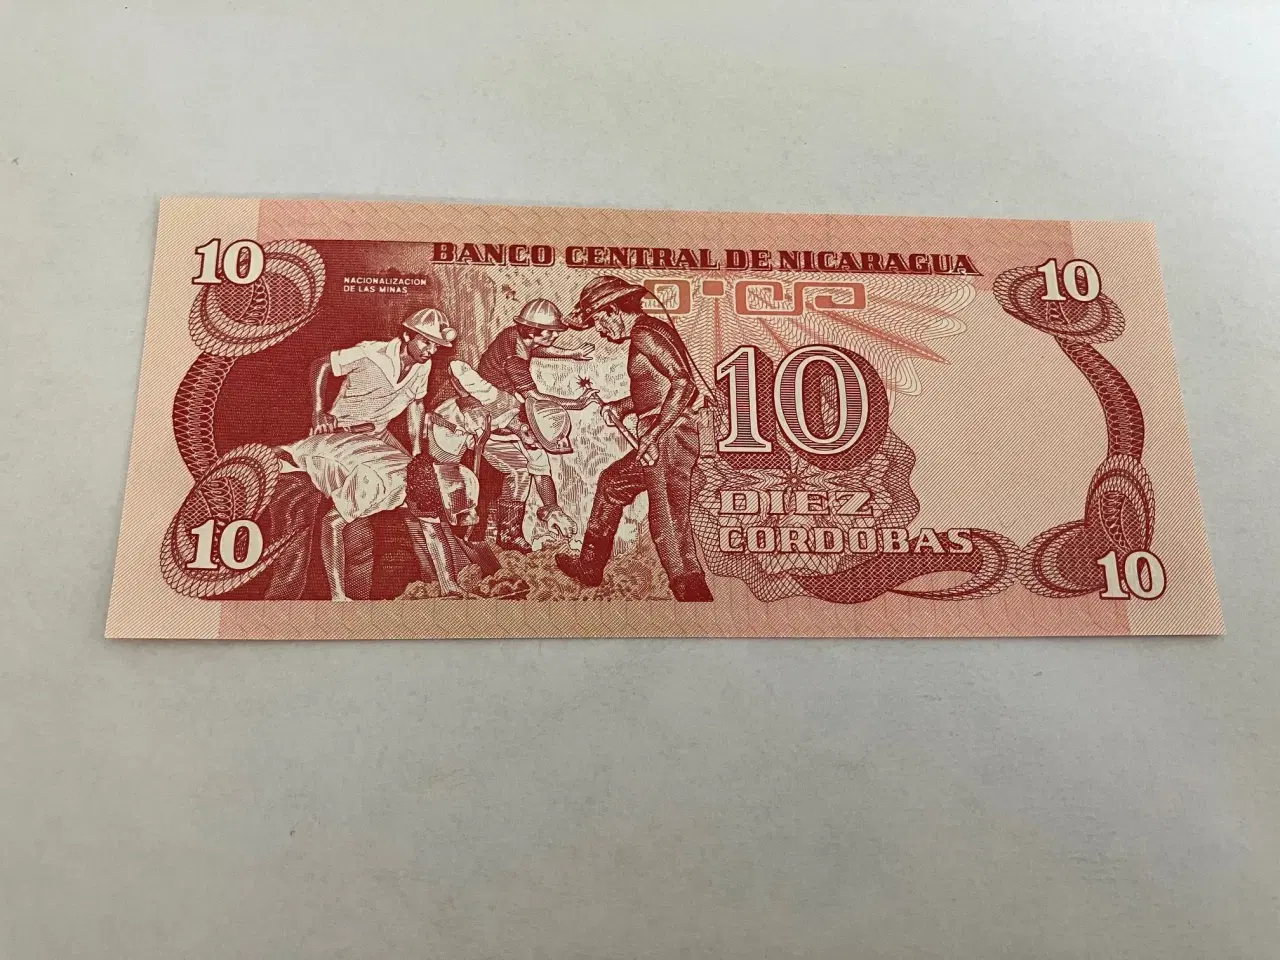 BANCO CENTRAL DE NICARAGUA
10
10
NACIONALIZACION
DE LAS MINAS
10
DIEZ
CORDOBAS
10
10